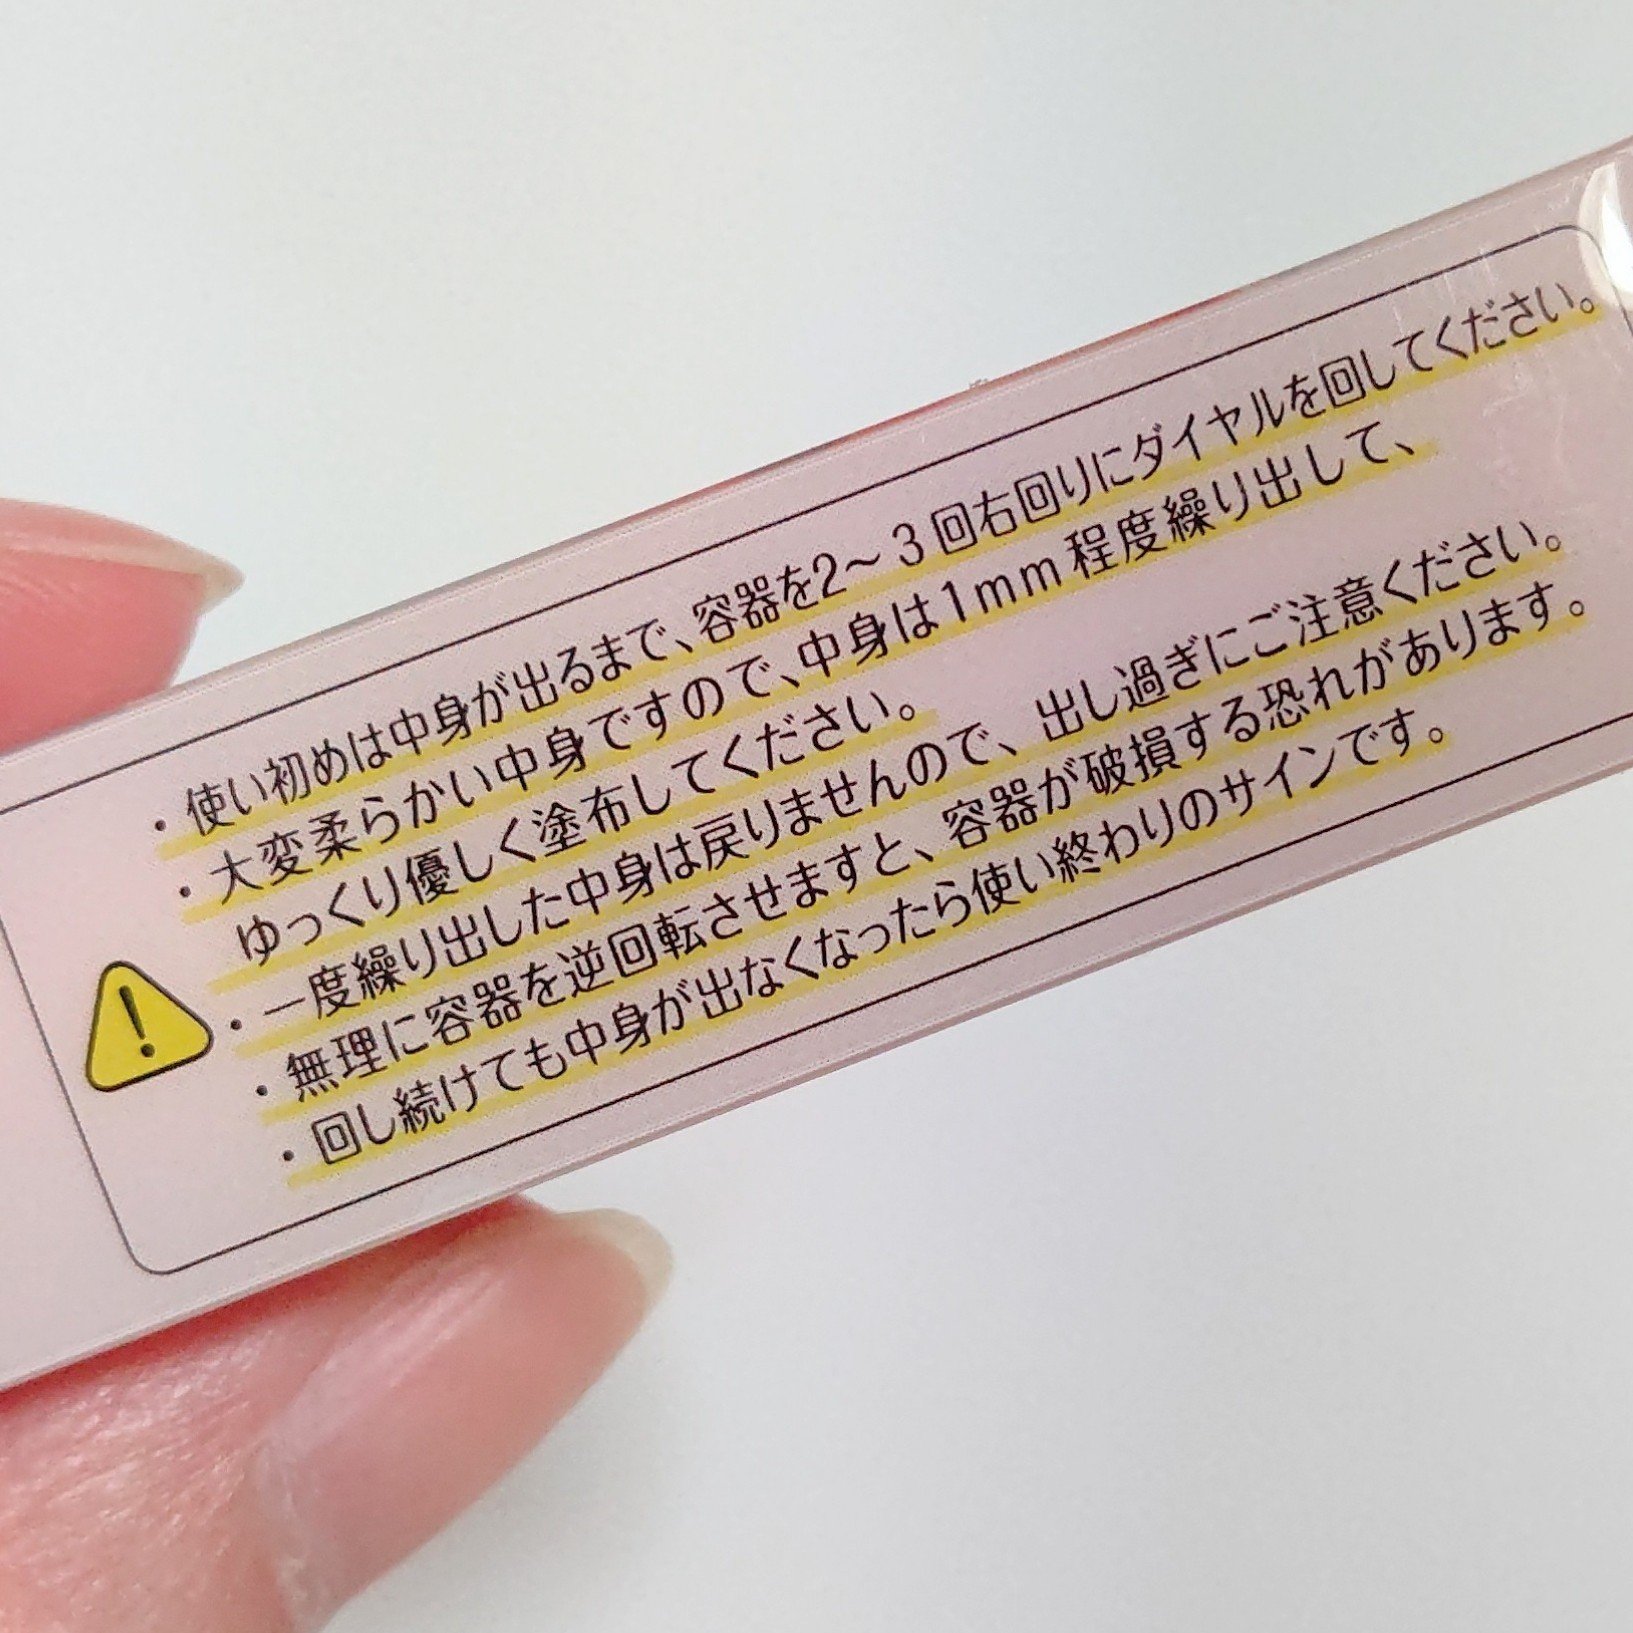 ・使い初めは中身が出るまで、容器を2～3回右回りにダイヤルを回してください。
・大変柔らかい中身ですので、中身は1mm程度繰り出して、
ゆっくり優しく塗布してください。
・一度繰り出した中身は戻りませんので、出し過ぎにご注意ください。
・無理に容器を逆回転させますと、容器が破損する恐れがあります。
・回し続けても中身が出なくなったら使い終わりのサインです。